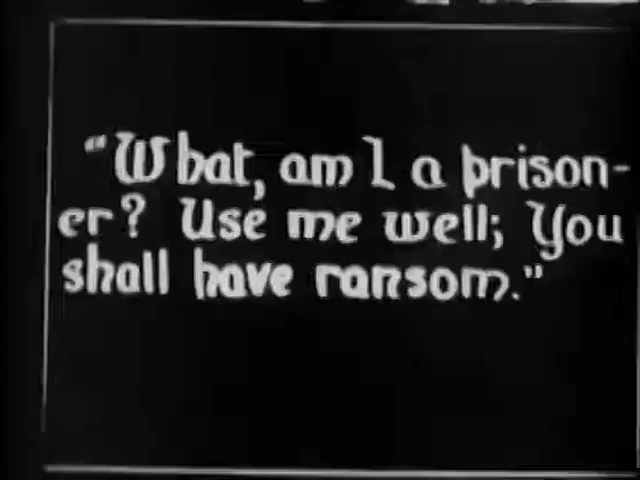 "What, am I a prison-
er? Use me well; You
shall have ransom."